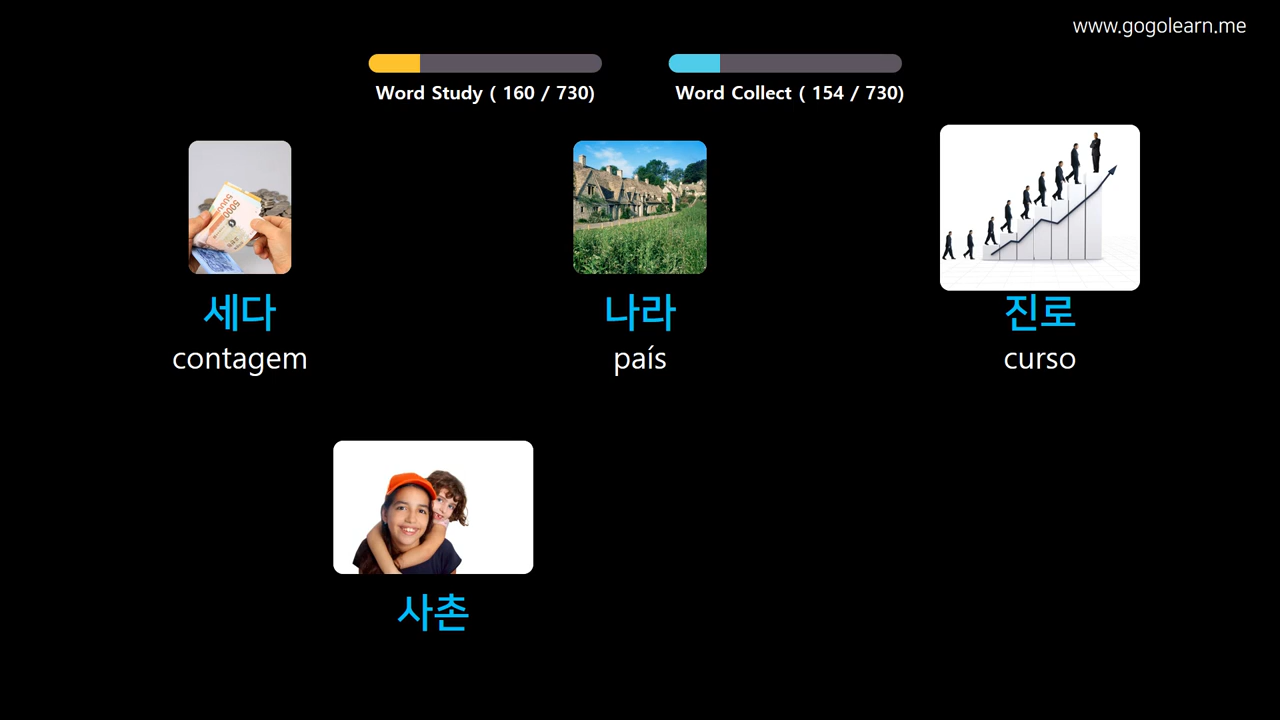 www.gogolearn.me
Word Study ( 160 / 730)
Word Collect ( 154 / 730)
세다
나라
진로
contagem
país
curso
사촌